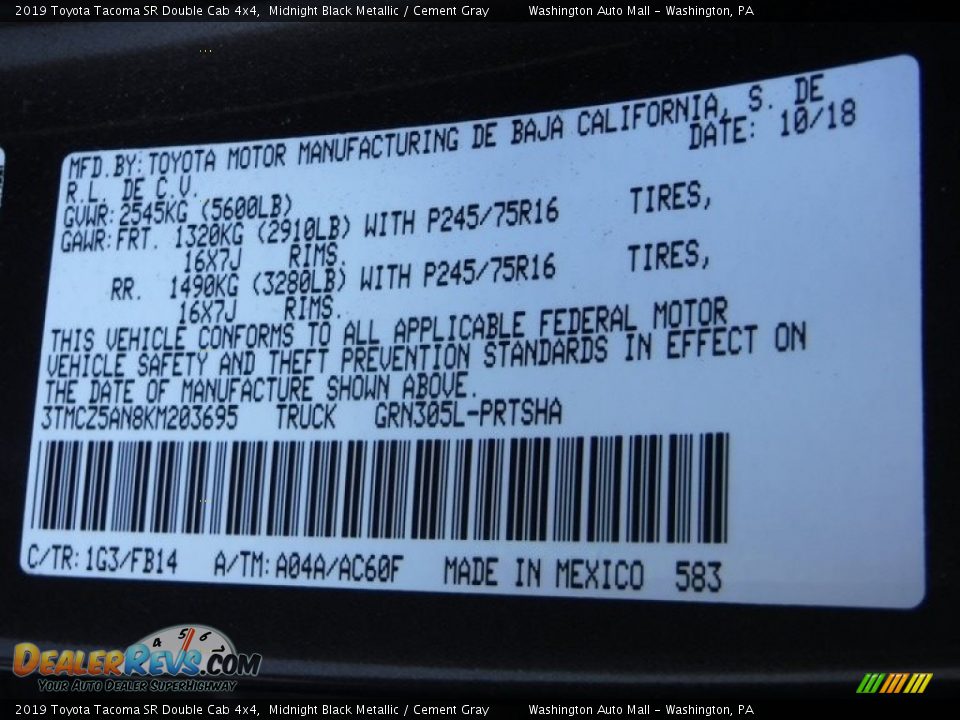 2019 Toyota Tacoma SR Double Cab 4x4,  Midnight Black Metallic / Cement Gray        Washington Auto Mall - Washington, PA
MFD.BY:TOYOTA MOTOR MANUFACTURING DE BAJA CALIFORNIA, S. DE
R.L. DE C.V.        DATE: 10/18
GVWR:2545KG (5600LB)
GAWR:FRT. 1320KG (2910LB) WITH P245/75R16    TIRES,
16X7J    RIMS.
RR.  1490KG (3280LB) WITH P245/75R16    TIRES,
16X7J    RIMS.
THIS VEHICLE CONFORMS TO ALL APPLICABLE FEDERAL MOTOR
VEHICLE SAFETY AND THEFT PREVENTION STANDARDS IN EFFECT ON
THE DATE OF MANUFACTURE SHOWN ABOVE.
3TMCZ5AN8KM203695   TRUCK   GRN305L-PRTSHA
C/TR:1G3/FB14   A/TM:A04A/AC60F   MADE IN MEXICO   583
4 5 6 7
DEALERREVS.COM
YOUR AUTO DEALER SUPERHIGHWAY
2019 Toyota Tacoma SR Double Cab 4x4,  Midnight Black Metallic / Cement Gray        Washington Auto Mall - Washington, PA